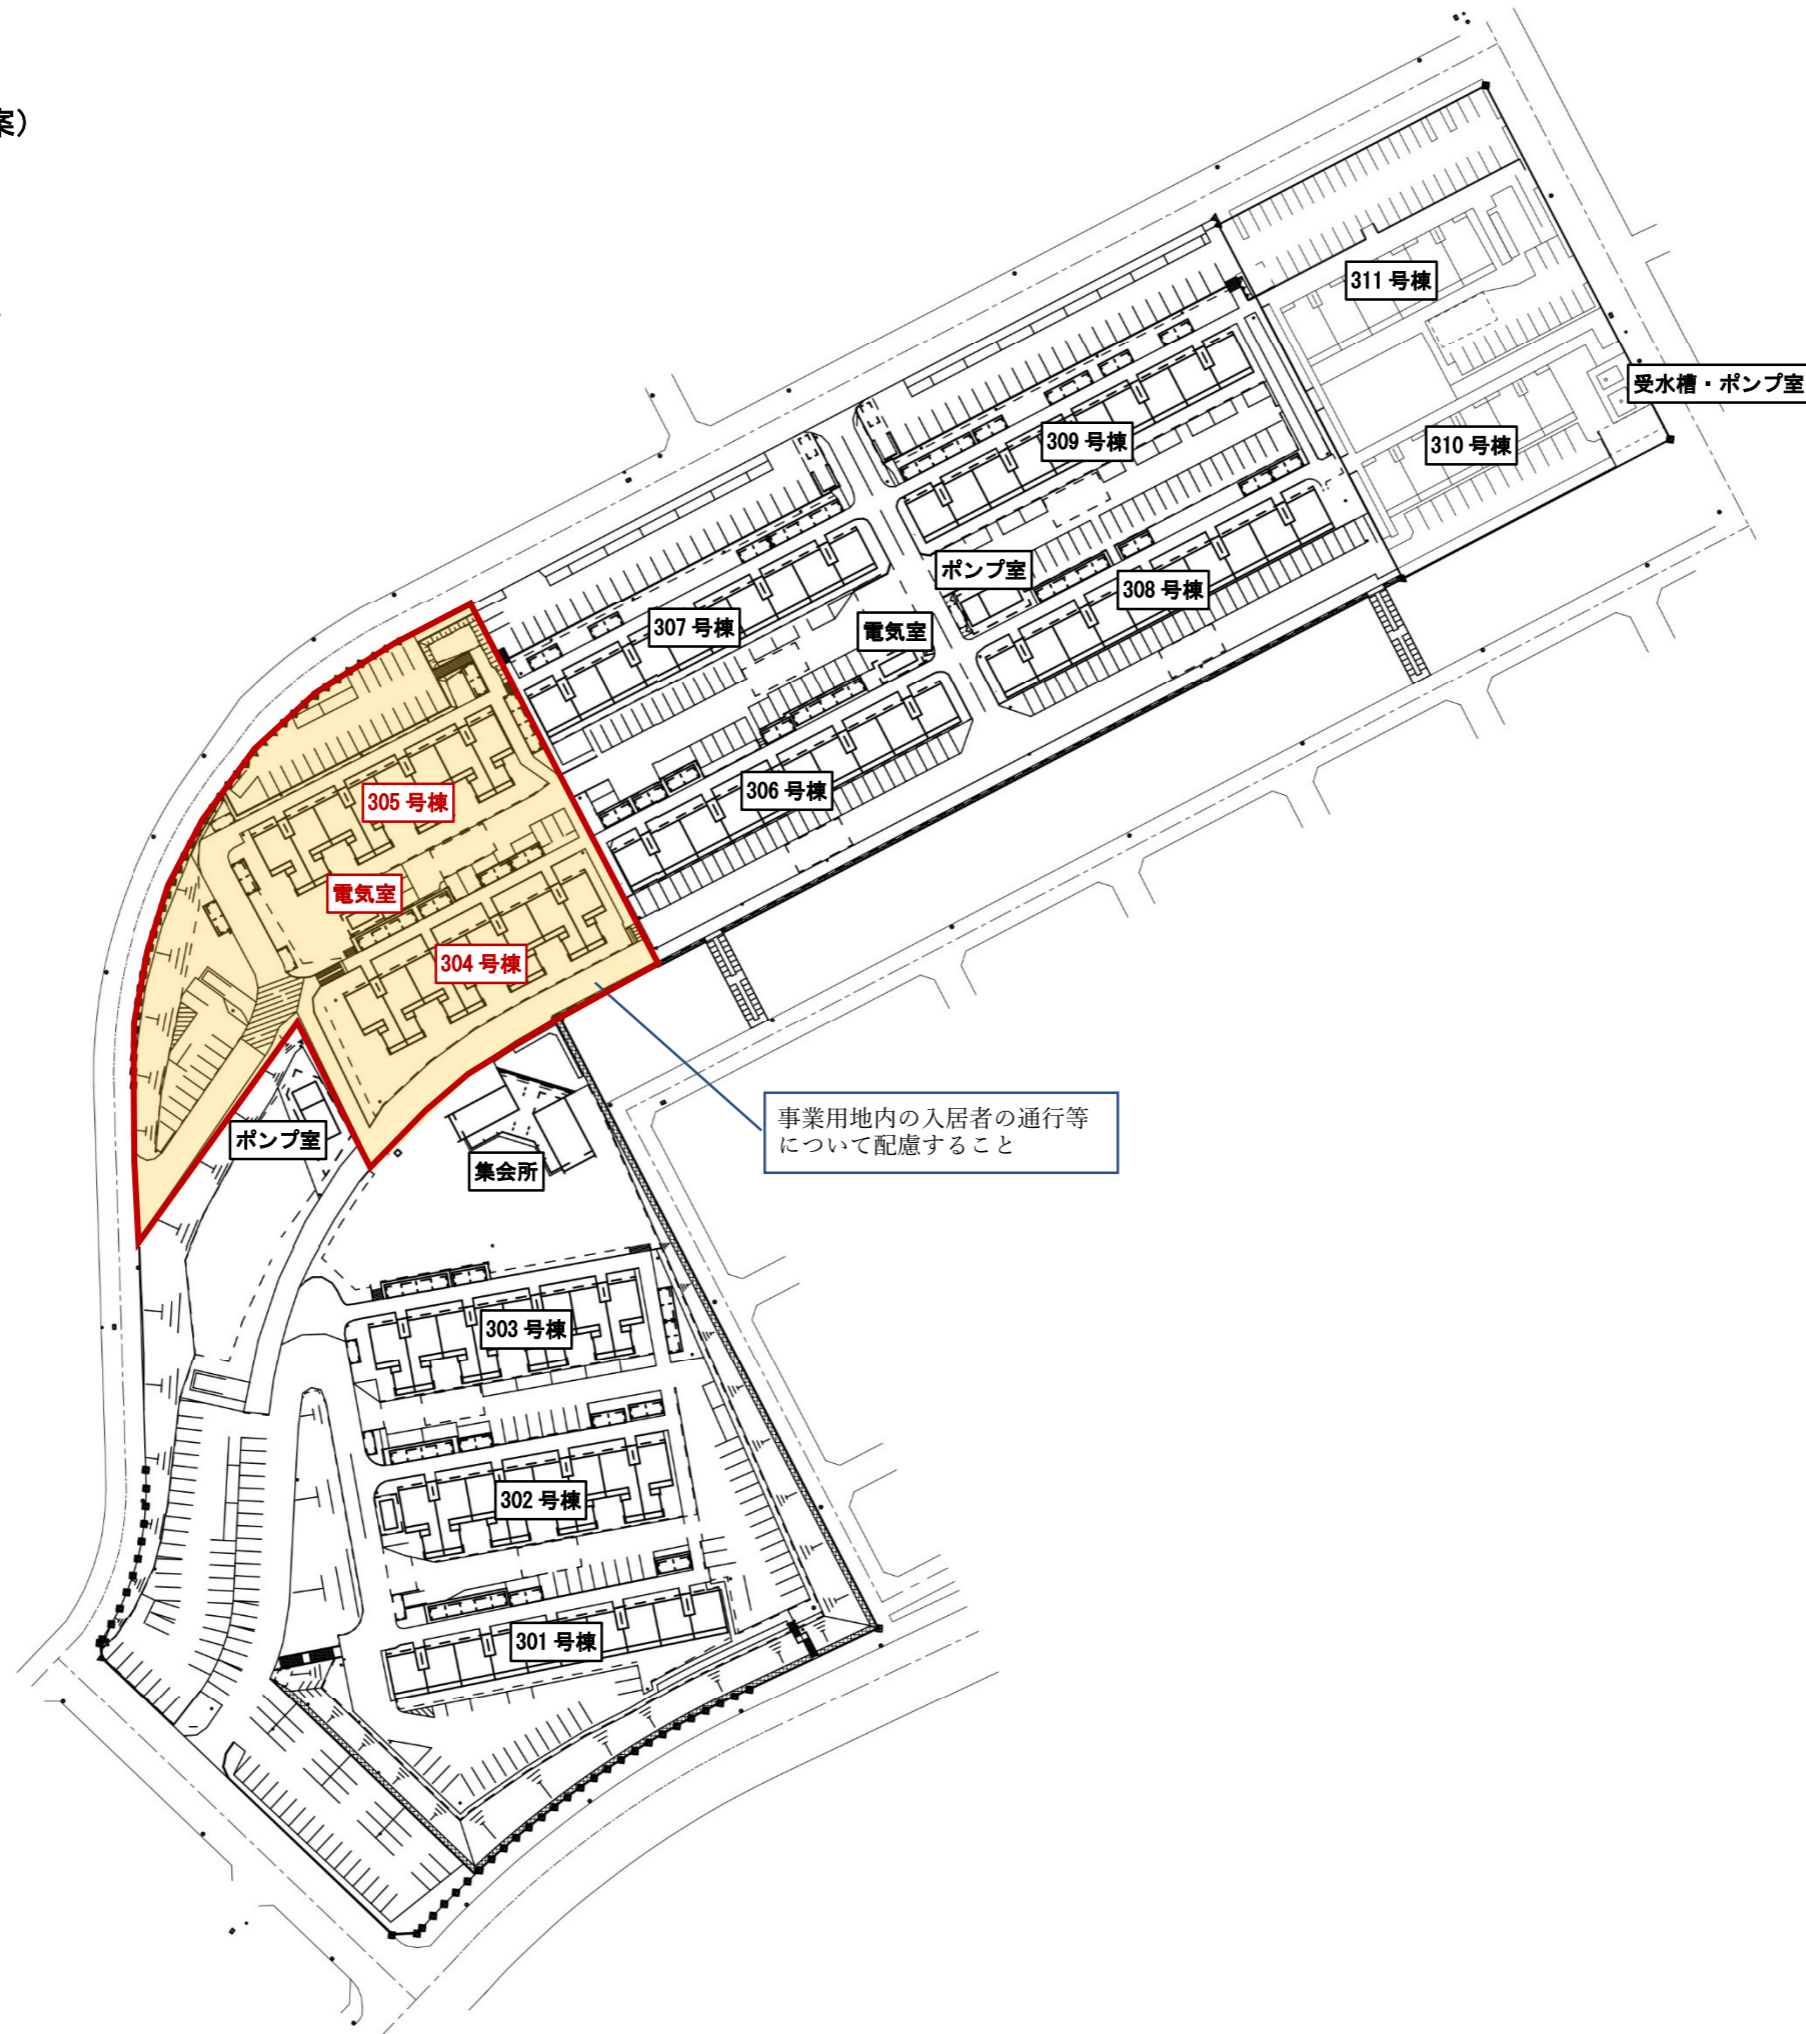 案）
311 号棟
受水槽・ポンプ室
309 号棟
310 号棟
ポンプ室
308 号棟
307 号棟
電気室
306 号棟
305 号棟
電気室
304 号棟
事業用地内の入居者の通行等
について配慮すること
ポンプ室
集会所
303 号棟
302 号棟
301 号棟